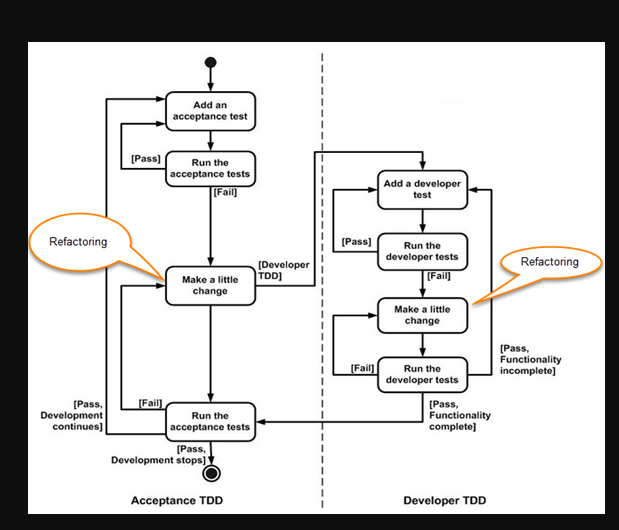 Add an
acceptance test
[Pass]
Run the
acceptance tests
[Fail]
Refactoring
Make a little
change
[Developer
TDD]
[Fail]
[Pass,
Development
continues]
Run the
acceptance tests
[Pass,
Development stops]
Acceptance TDD
Add a developer
test
[Pass]
Run the
developer tests
[Fail]
Refactoring
Make a little
change
[Fail]
Run the
developer tests
[Pass,
Functionality
incomplete]
[Pass,
Functionality
complete]
Developer TDD